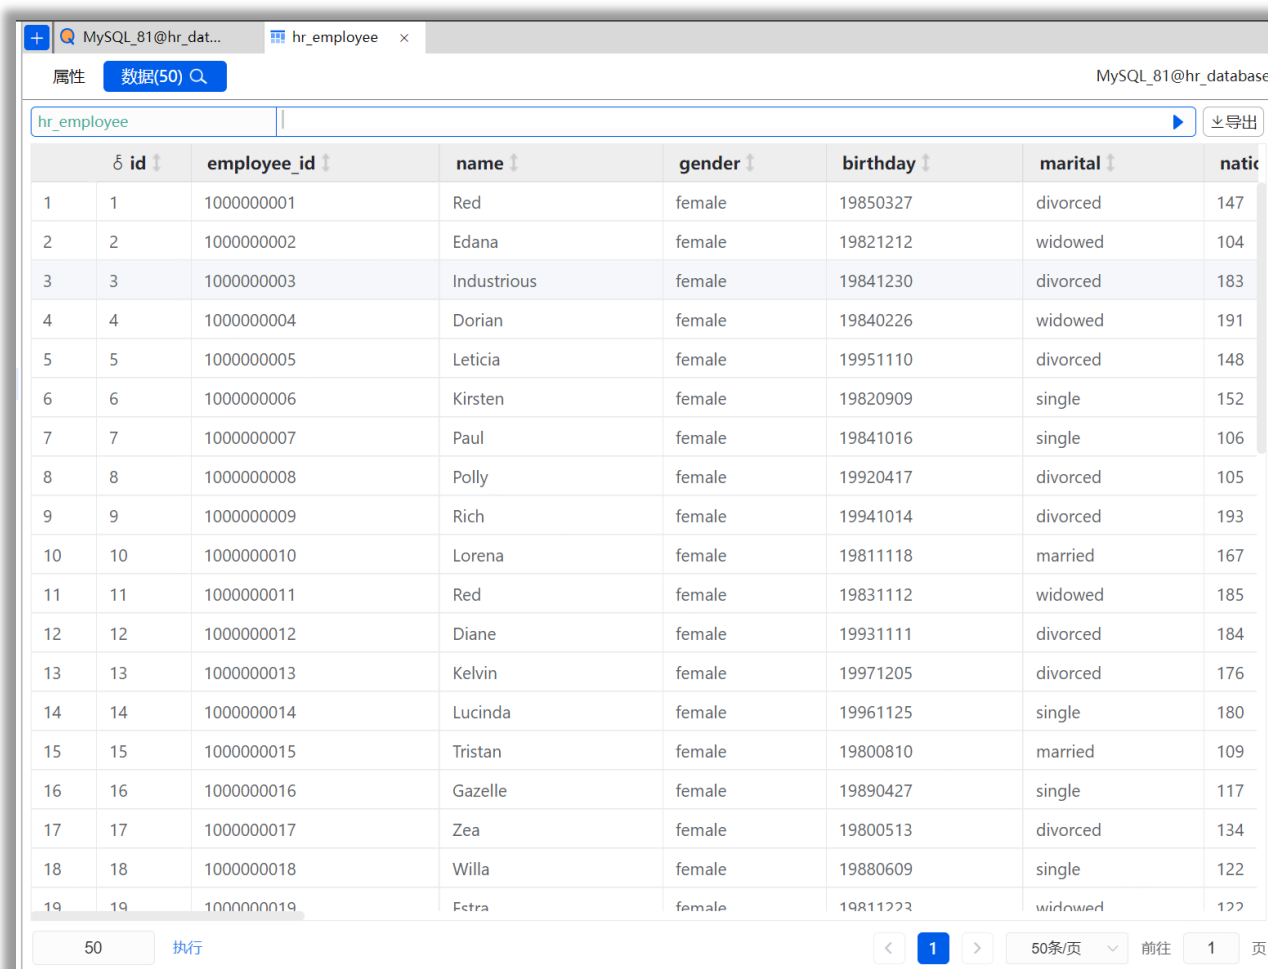 MySQL_81@hr_dat... hr_employee ×
属性 数据(50) MySQL_81@hr_database
hr_employee 导出
id employee_id name gender birthday marital natio
1 1 1000000001 Red female 19850327 divorced 147
2 2 1000000002 Edana female 19821212 widowed 104
3 3 1000000003 Industrious female 19841230 divorced 183
4 4 1000000004 Dorian female 19840226 widowed 191
5 5 1000000005 Leticia female 19951110 divorced 148
6 6 1000000006 Kirsten female 19820909 single 152
7 7 1000000007 Paul female 19841016 single 106
8 8 1000000008 Polly female 19920417 divorced 105
9 9 1000000009 Rich female 19941014 divorced 193
10 10 1000000010 Lorena female 19811118 married 167
11 11 1000000011 Red female 19831112 widowed 185
12 12 1000000012 Diane female 19931111 divorced 184
13 13 1000000013 Kelvin female 19971205 divorced 176
14 14 1000000014 Lucinda female 19961125 single 180
15 15 1000000015 Tristan female 19800810 married 109
16 16 1000000016 Gazelle female 19890427 single 117
17 17 1000000017 Zea female 19800513 divorced 134
18 18 1000000018 Willa female 19880609 single 122
19 19 1000000019 Estra female 19811223 widowed 122
50 执行 1 50条/页 前往 1 页